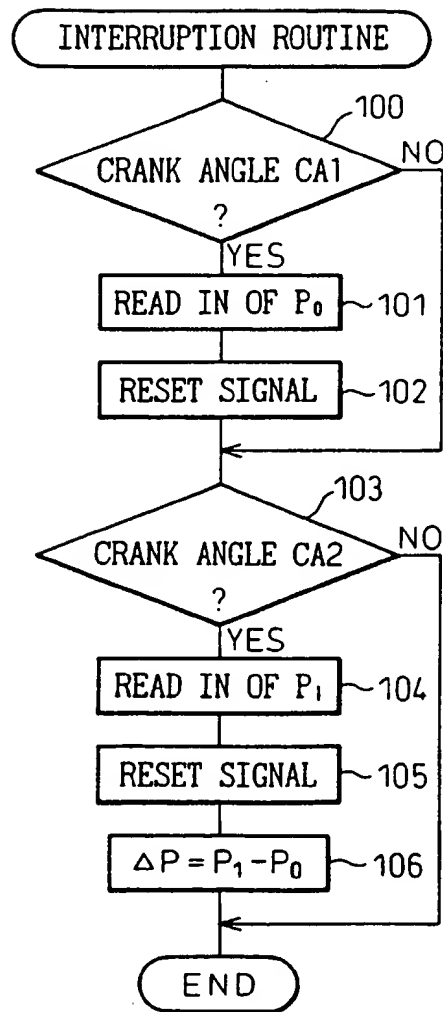 INTERRUPTION ROUTINE
100
CRANK ANGLE CA1
?
NO
YES
READ IN OF P₀
101
RESET SIGNAL
102
103
CRANK ANGLE CA2
?
NO
YES
READ IN OF P₁
104
RESET SIGNAL
105
△P = P₁ − P₀
106
END